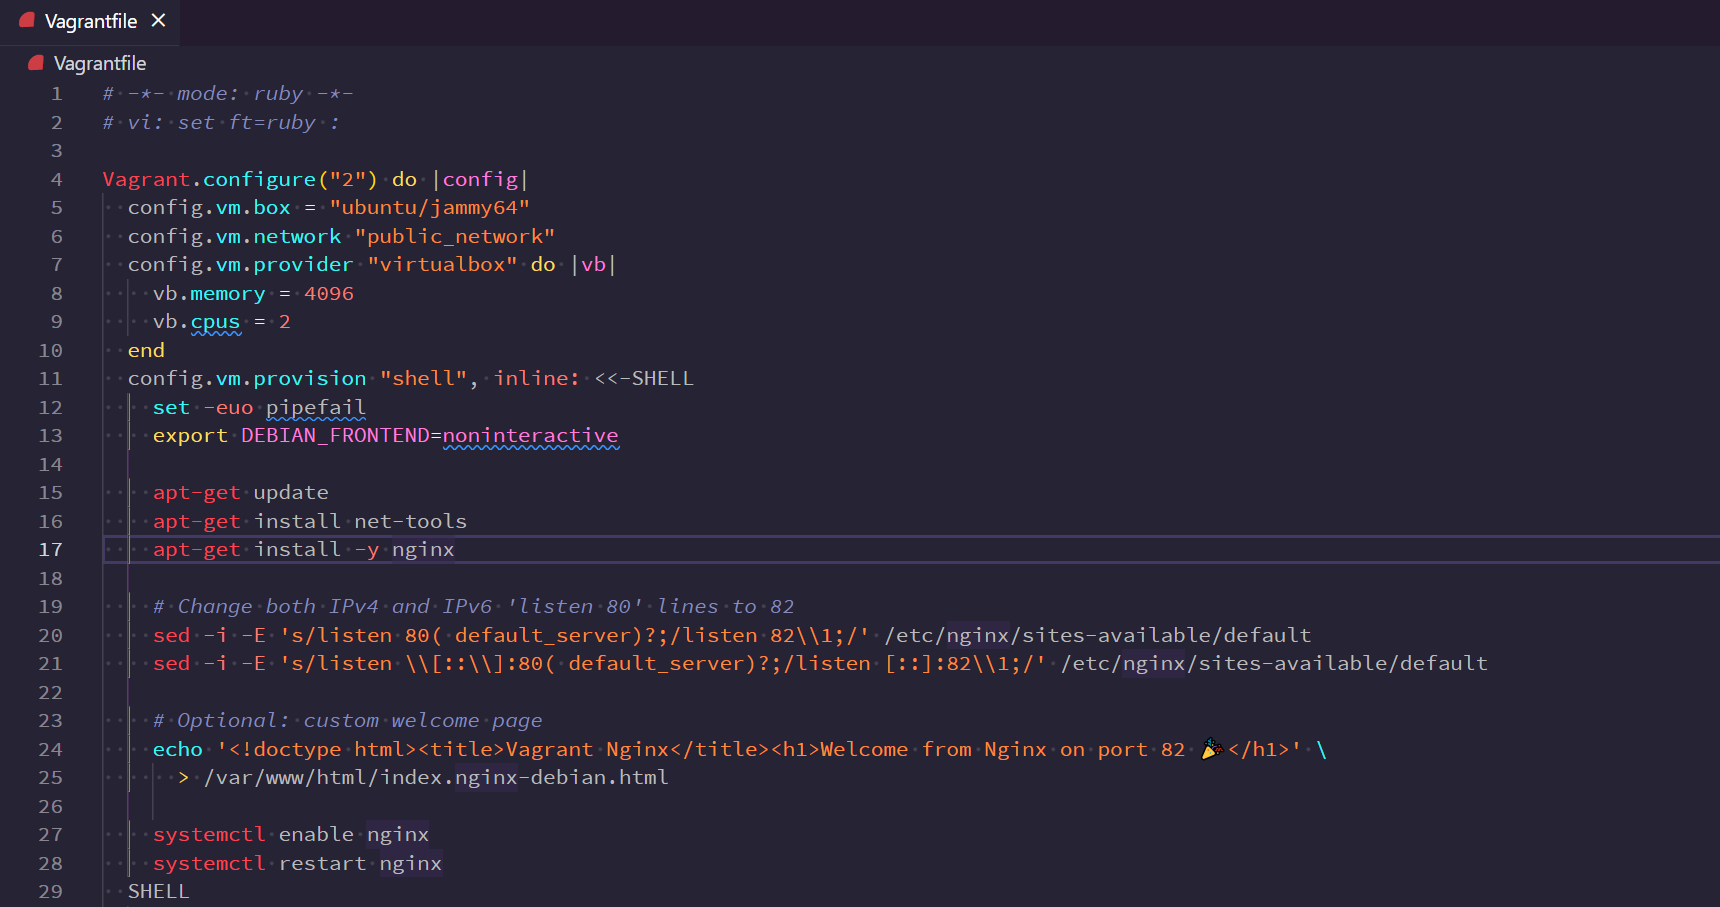 Vagrantfile ×
Vagrantfile
1 # -*- mode: ruby -*-
2 # vi: set ft=ruby :
3
4 Vagrant.configure("2") do |config|
5   config.vm.box = "ubuntu/jammy64"
6   config.vm.network "public_network"
7   config.vm.provider "virtualbox" do |vb|
8     vb.memory = 4096
9     vb.cpus = 2
10   end
11   config.vm.provision "shell", inline: <<-SHELL
12     set -euo pipefail
13     export DEBIAN_FRONTEND=noninteractive
14
15     apt-get update
16     apt-get install net-tools
17     apt-get install -y nginx
18
19     # Change both IPv4 and IPv6 'listen 80' lines to 82
20     sed -i -E 's/listen 80( default_server)?;/listen 82\\1;/' /etc/nginx/sites-available/default
21     sed -i -E 's/listen \\[::\\]:80( default_server)?;/listen [::]:82\\1;/' /etc/nginx/sites-available/default
22
23     # Optional: custom welcome page
24     echo '<!doctype html><title>Vagrant Nginx</title><h1>Welcome from Nginx on port 82 🎉</h1>' \
25       > /var/www/html/index.nginx-debian.html
26
27     systemctl enable nginx
28     systemctl restart nginx
29   SHELL